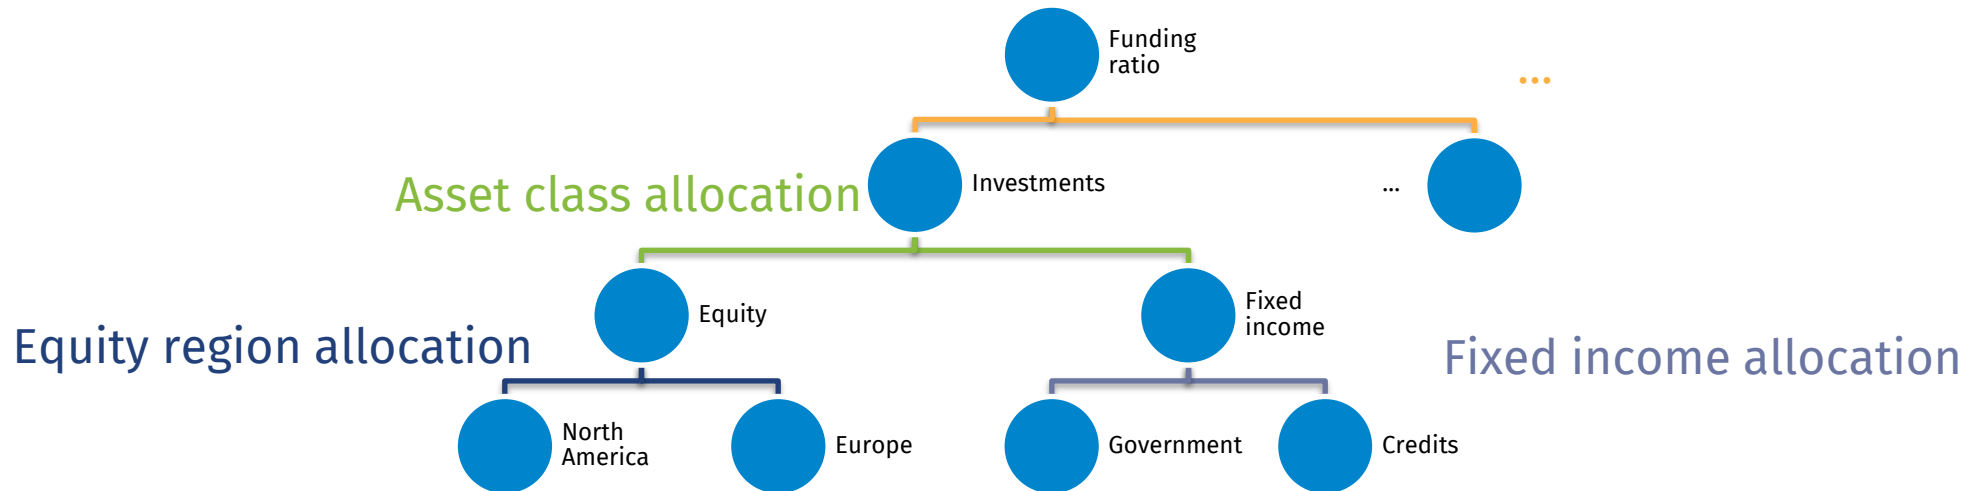 Funding
ratio
...
Asset class allocation
Investments
...
Equity
Fixed
income
Equity region allocation
Fixed income allocation
North
America
Europe
Government
Credits